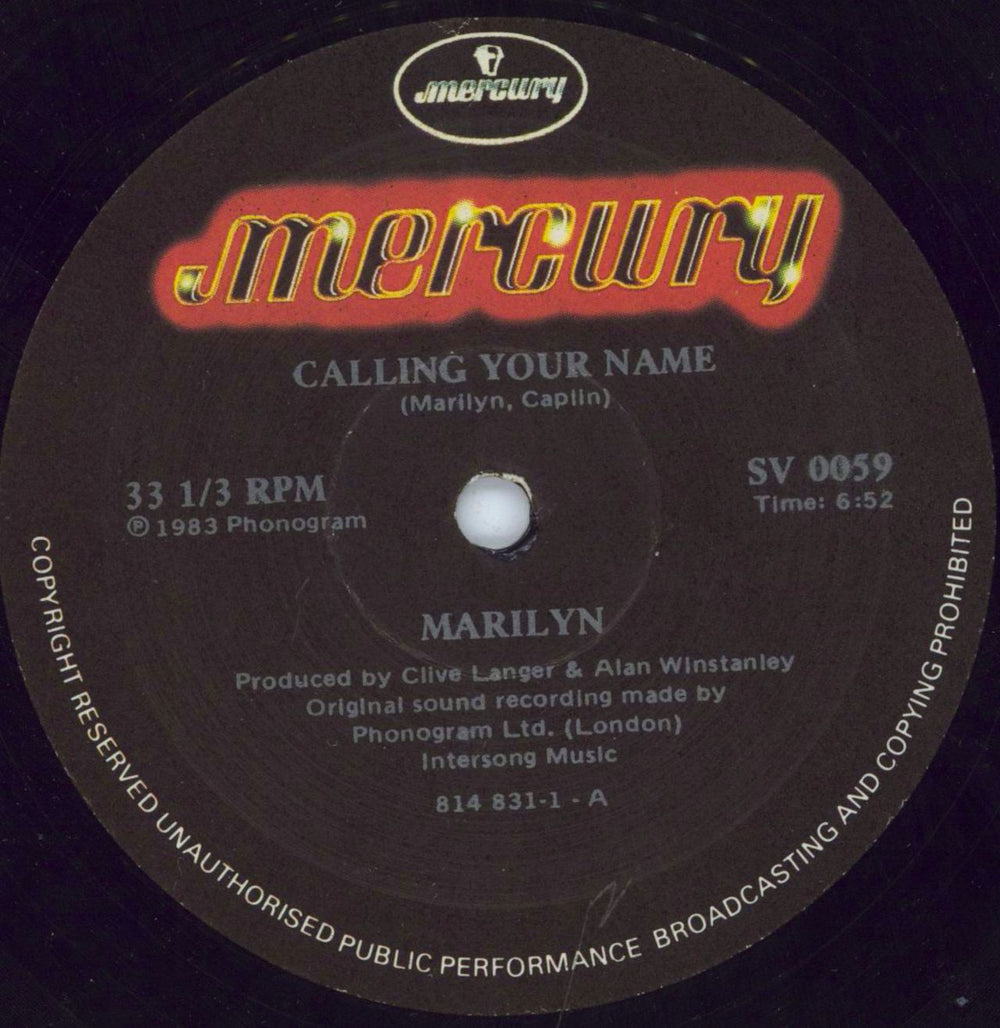 mercury
mercury
CALLING YOUR NAME
(Marilyn, Caplin)
33 1/3 RPM
℗ 1983 Phonogram
SV 0059
Time: 6:52
MARILYN
Produced by Clive Langer & Alan Winstanley
Original sound recording made by
Phonogram Ltd. (London)
Intersong Music
814 831-1 - A
COPYRIGHT RESERVED UNAUTHORISED PUBLIC PERFORMANCE BROADCASTING AND COPYING PROHIBITED